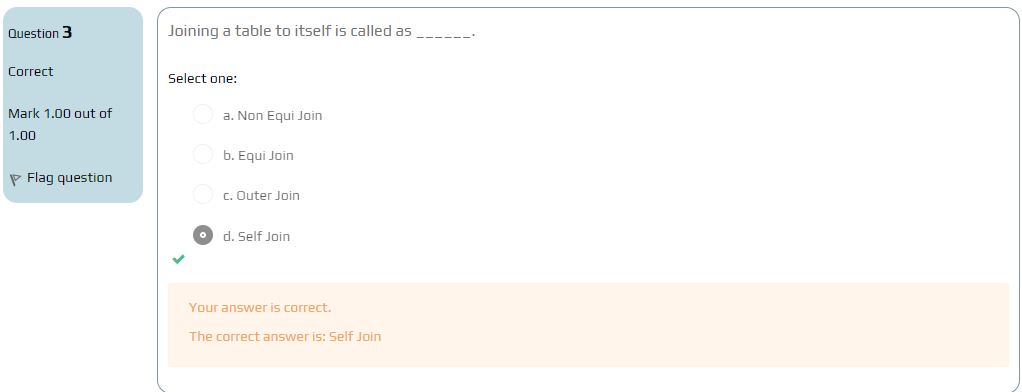 Question 3
Correct
Mark 1.00 out of
1.00
Flag question
Joining a table to itself is called as ______.
Select one:
a. Non Equi Join
b. Equi Join
c. Outer Join
d. Self Join
Your answer is correct.
The correct answer is: Self Join